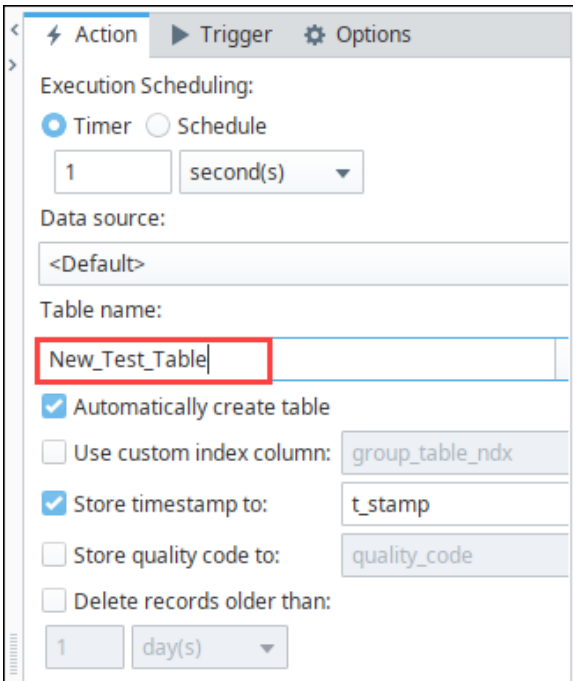 Action Trigger Options
Execution Scheduling:
Timer Schedule
1 second(s)
Data source:
<Default>
Table name:
New_Test_Table
Automatically create table
Use custom index column: group_table_ndx
Store timestamp to: t_stamp
Store quality code to: quality_code
Delete records older than:
1 day(s)